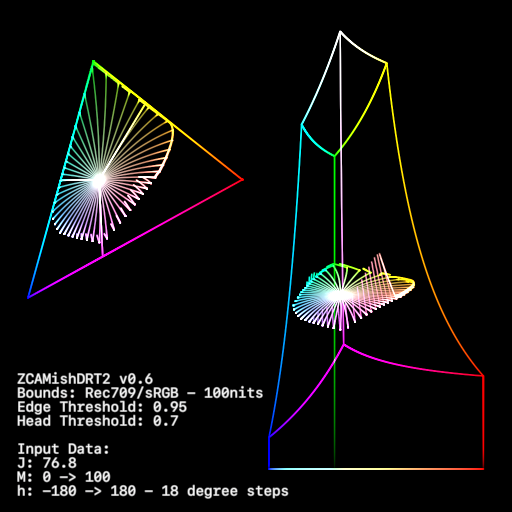 ZCAMishDRT2 v0.6
Bounds: Rec709/sRGB - 100nits
Edge Threshold: 0.95
Head Threshold: 0.7
Input Data:
J: 76.8
M: 0 -> 100
h: -180 -> 180 - 18 degree steps